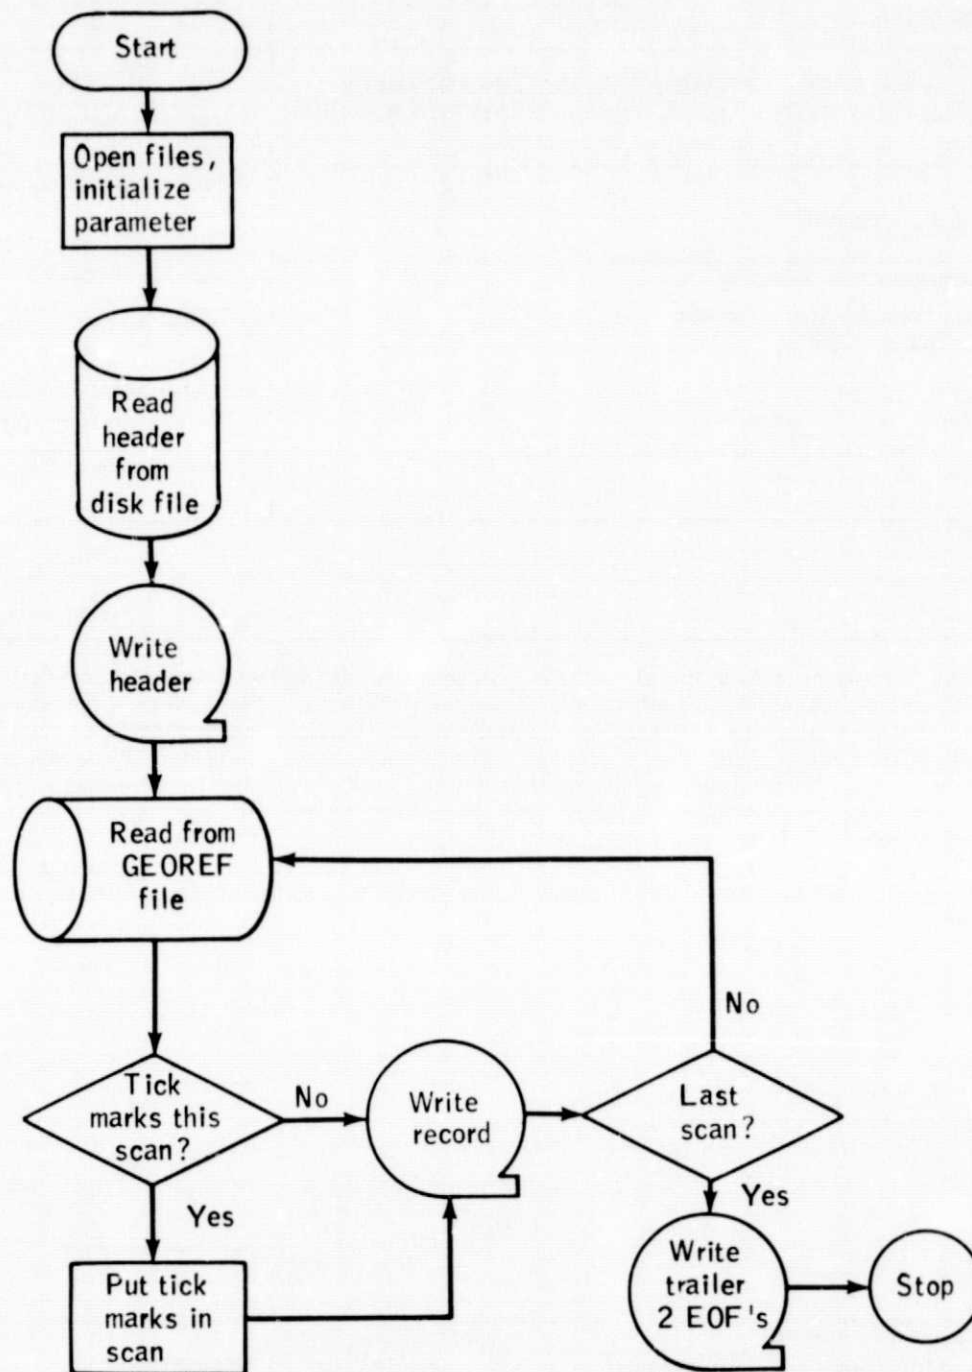 Start
Open files,
initialize
parameter
Read
header
from
disk file
Write
header
Read from
GEOREF
file
No
Tick
marks this
scan?
No
Write
record
Last
scan?
Yes
Yes
Put tick
marks in
scan
Write
trailer
2 EOF's
Stop